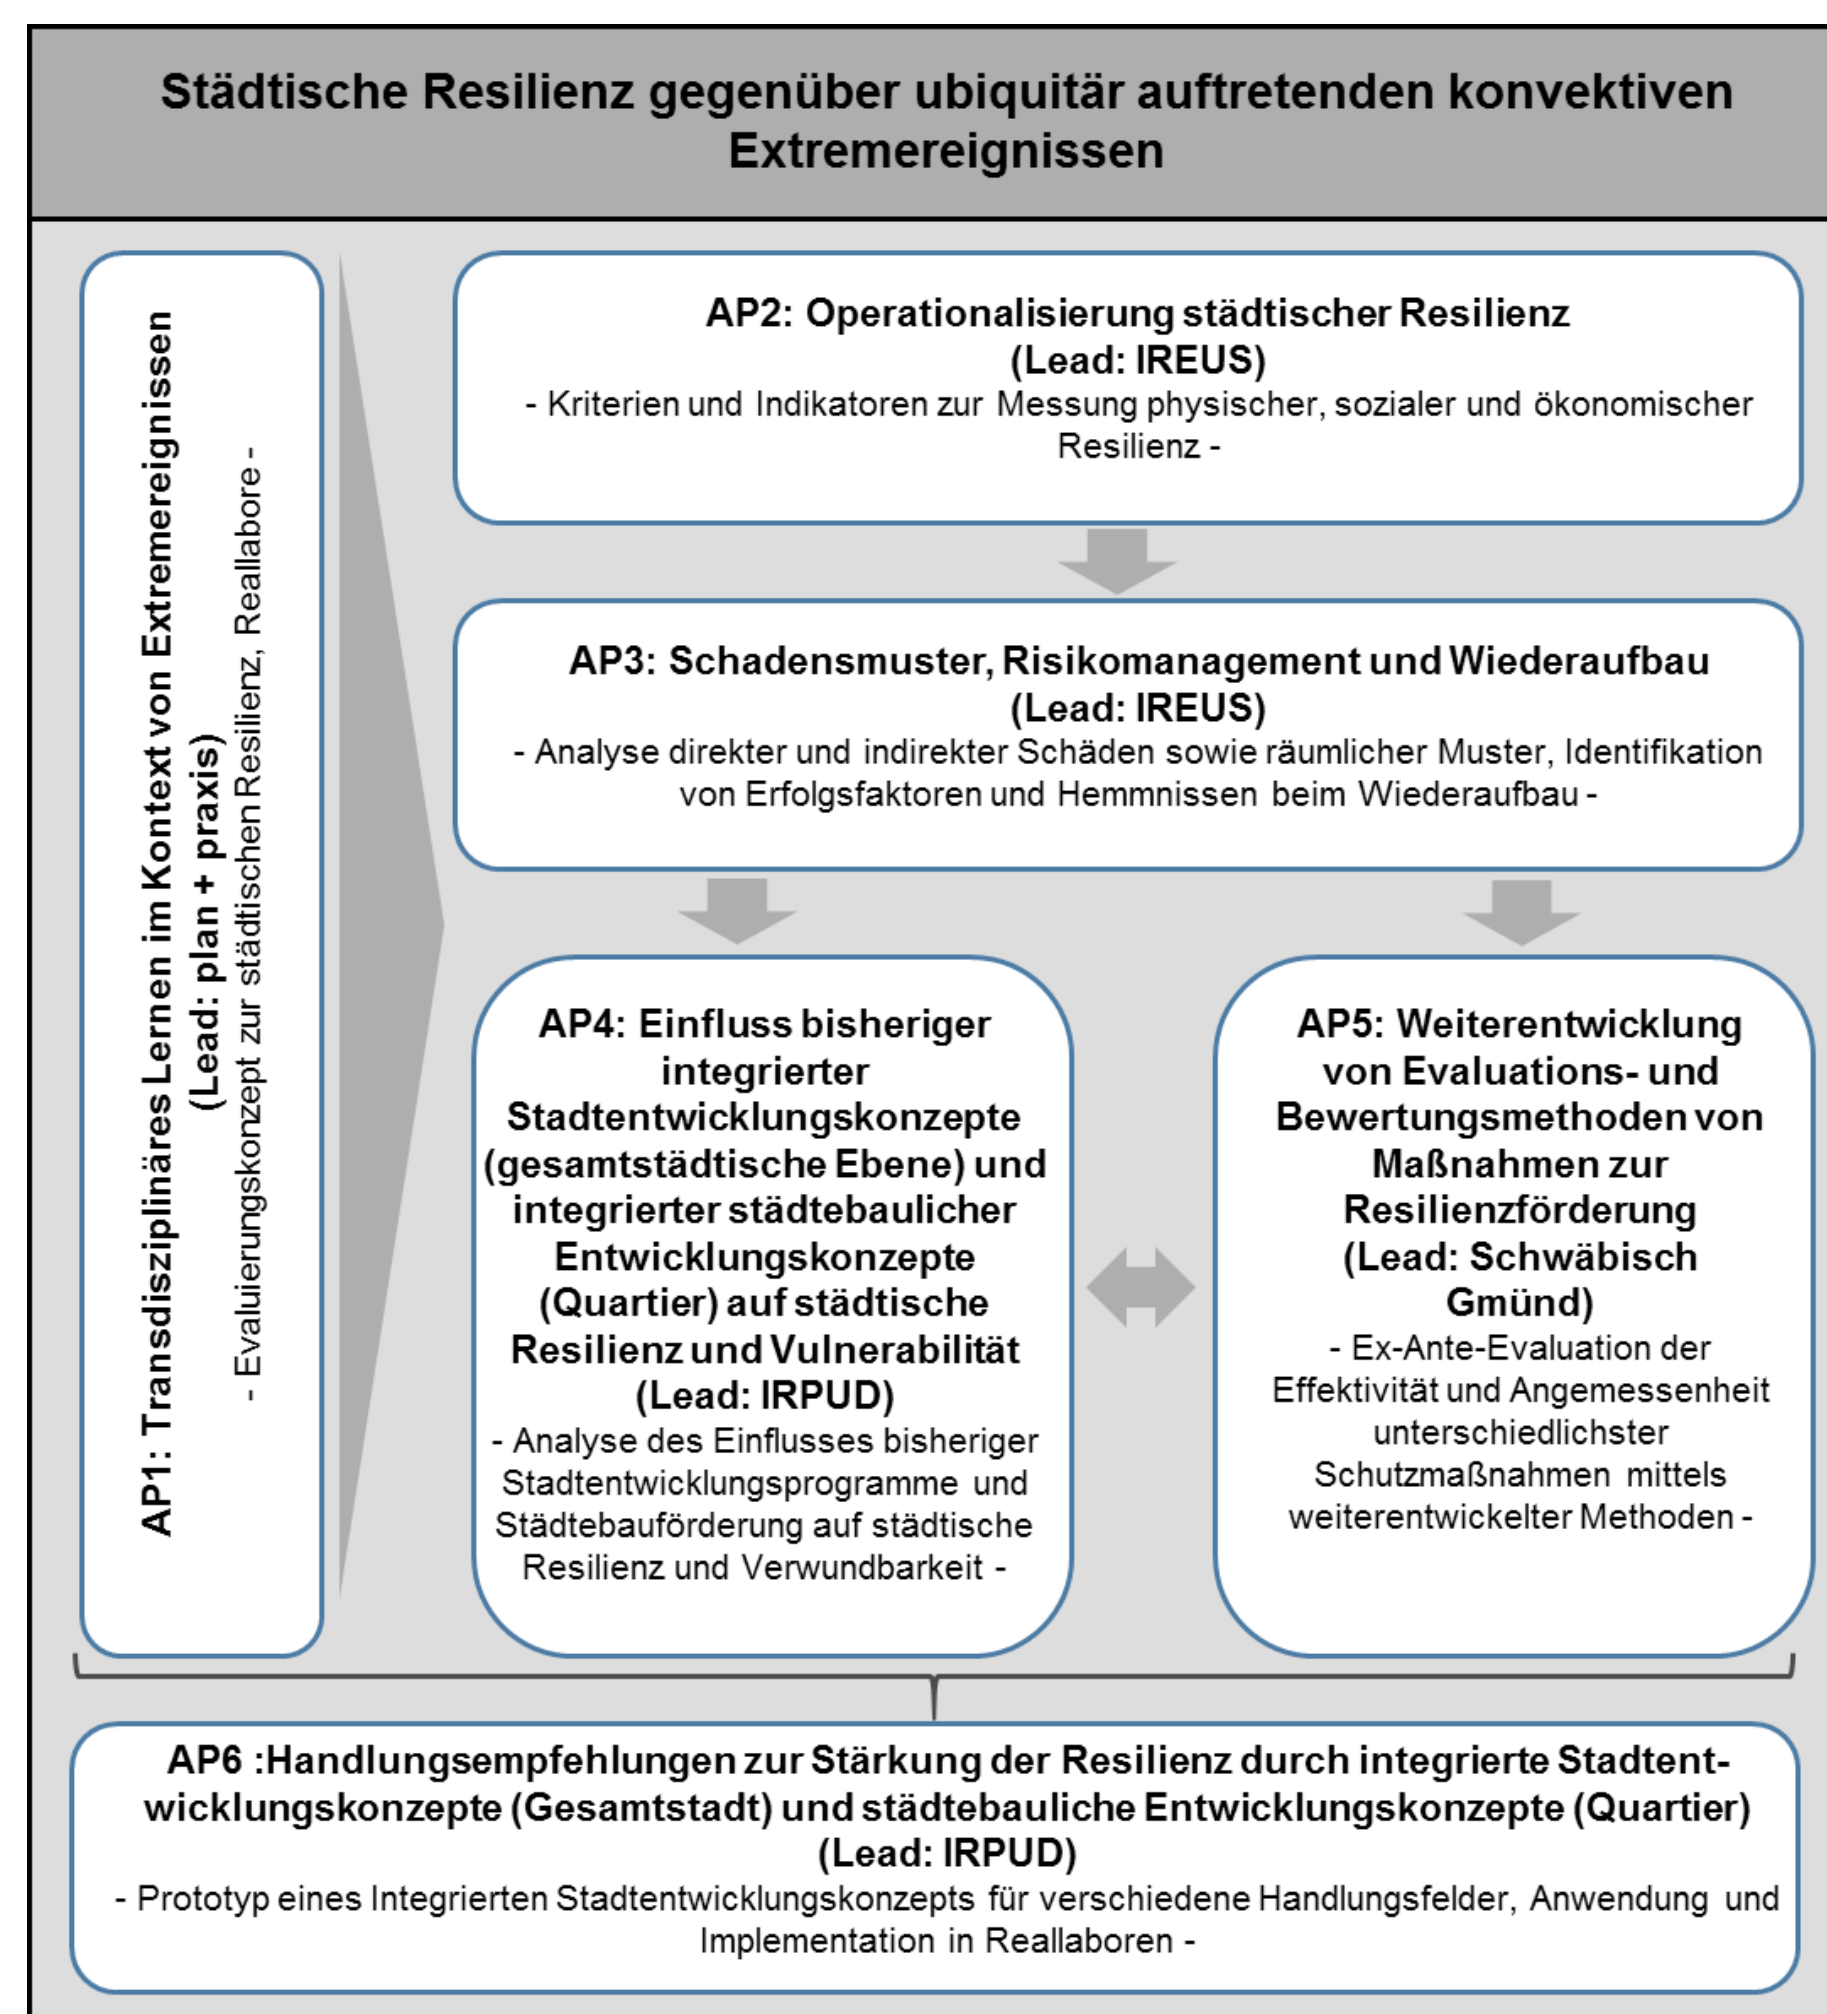 Städtische Resilienz gegenüber ubiquitär auftretenden konvektiven
Extremereignissen
AP1: Transdisziplinäres Lernen im Kontext von Extremereignissen
(Lead: plan + praxis)
- Evaluierungskonzept zur städtischen Resilienz, Reallabore -
AP2: Operationalisierung städtischer Resilienz
(Lead: IREUS)
- Kriterien und Indikatoren zur Messung physischer, sozialer und ökonomischer
Resilienz -
AP3: Schadensmuster, Risikomanagement und Wiederaufbau
(Lead: IREUS)
- Analyse direkter und indirekter Schäden sowie räumlicher Muster, Identifikation
von Erfolgsfaktoren und Hemmnissen beim Wiederaufbau -
AP4: Einfluss bisheriger
integrierter
Stadtentwicklungskonzepte
(gesamtstädtische Ebene) und
integrierter städtebaulicher
Entwicklungskonzepte
(Quartier) auf städtische
Resilienz und Vulnerabilität
(Lead: IRPUD)
- Analyse des Einflusses bisheriger
Stadtentwicklungsprogramme und
Städtebauförderung auf städtische
Resilienz und Verwundbarkeit -
AP5: Weiterentwicklung
von Evaluations- und
Bewertungsmethoden von
Maßnahmen zur
Resilienzförderung
(Lead: Schwäbisch
Gmünd)
- Ex-Ante-Evaluation der
Effektivität und Angemessenheit
unterschiedlichster
Schutzmaßnahmen mittels
weiterentwickelter Methoden -
AP6 :Handlungsempfehlungen zur Stärkung der Resilienz durch integrierte Stadtent-
wicklungskonzepte (Gesamtstadt) und städtebauliche Entwicklungskonzepte (Quartier)
(Lead: IRPUD)
- Prototyp eines Integrierten Stadtentwicklungskonzepts für verschiedene Handlungsfelder, Anwendung und
Implementation in Reallaboren -